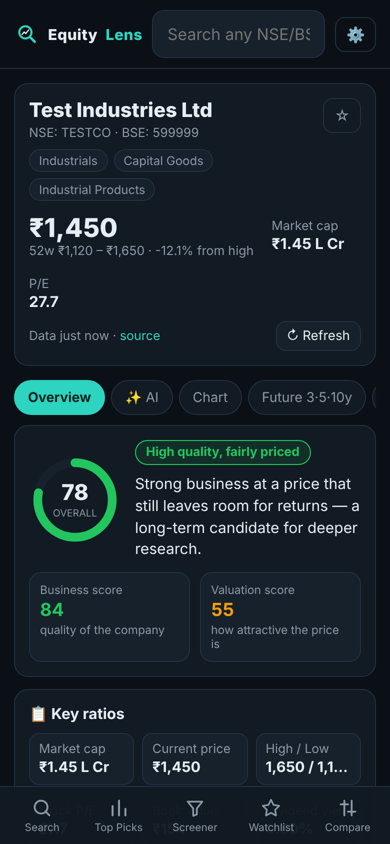 Equity Lens
Search any NSE/BS
Test Industries Ltd
NSE: TESTCO · BSE: 599999
Industrials
Capital Goods
Industrial Products
₹1,450
52w ₹1,120 – ₹1,650 · -12.1% from high
Market cap
₹1.45 L Cr
P/E
27.7
Data just now · source
↻ Refresh
Overview
✨ AI
Chart
Future 3·5·10y
78
OVERALL
High quality, fairly priced
Strong business at a price that
still leaves room for returns — a
long-term candidate for deeper
research.
Business score
84
quality of the company
Valuation score
55
how attractive the price
is
📋 Key ratios
Market cap
₹1.45 L Cr
Current price
₹1,450
High / Low
1,650 / 1,1…
Search
Top Picks
Screener
Watchlist
Compare